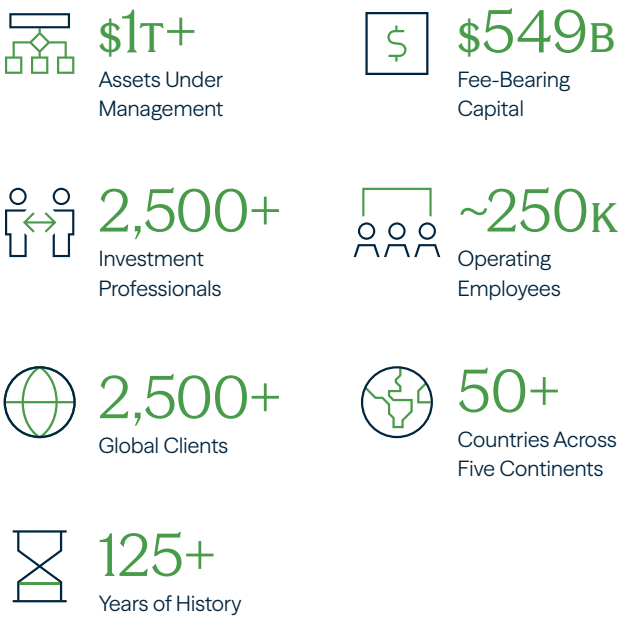 $1T+
Assets Under
Management
$549B
Fee-Bearing
Capital
2,500+
Investment
Professionals
~250K
Operating
Employees
2,500+
Global Clients
50+
Countries Across
Five Continents
125+
Years of History